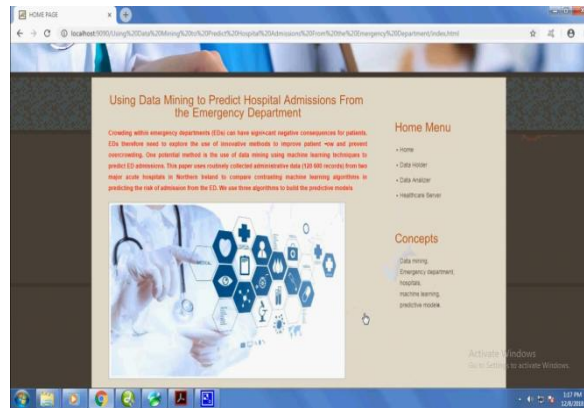 HOME PAGE
localhost:9090/Using%20Data%20Mining%20to%20Predict%20Hospital%20Admissions%20From%20the%20Emergency%20Department/index.html
Using Data Mining to Predict Hospital Admissions From
the Emergency Department
Crowding within emergency departments (EDs) can have signi•cant negative consequences for patients.
EDs therefore need to explore the use of innovative methods to improve patient •ow and prevent
overcrowding. One potential method is the use of data mining using machine learning techniques to
predict ED admissions. This paper uses routinely collected administrative data (120 600 records) from two
major acute hospitals in Northern Ireland to compare contrasting machine learning algorithms in
predicting the risk of admission from the ED. We use three algorithms to build the predictive models
Home Menu
• Home
• Data Holder
• Data Analyzer
• Healthcare Server
Concepts
Data mining,
Emergency department,
hospitals,
machine learning,
predictive models.
Activate Windows
Go to Settings to activate Windows.
1:07 PM